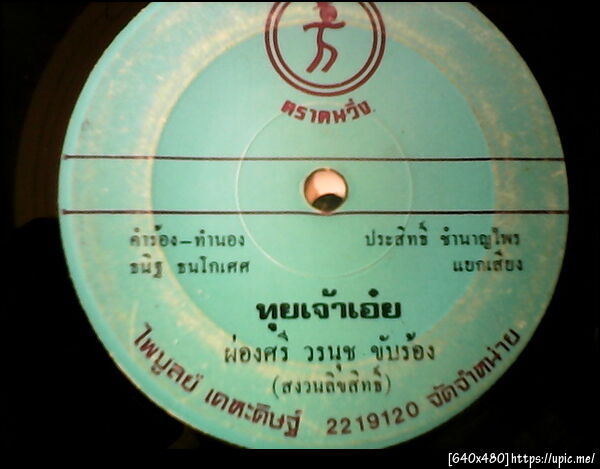 ตราคนวิ่ง.
คำร้อง-ทำนอง
ธนิฐ ธนโกเศศ
ประสิทธิ์ ชำนาญไพร
แยกเสียง
ทุยเจ้าเอ๋ย
ผ่องศรี วรนุช ขับร้อง
(สงวนลิขสิทธิ์)
ไพบูลย์ เดหะดิษฐ์ 2219120 จัดจำหน่าย
[640x480]https://upic.me/